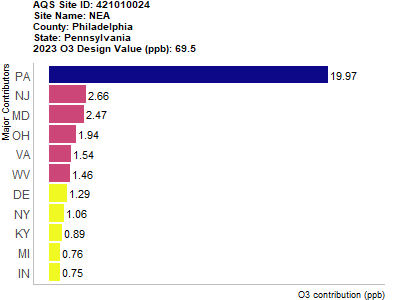 AQS Site ID: 421010024
Site Name: NEA
County: Philadelphia
State: Pennsylvania
2023 O3 Design Value (ppb): 69.5
Major Contributors
PA 19.97
NJ 2.66
MD 2.47
OH 1.94
VA 1.54
WV 1.46
DE 1.29
NY 1.06
KY 0.89
MI 0.76
IN 0.75
O3 contribution (ppb)